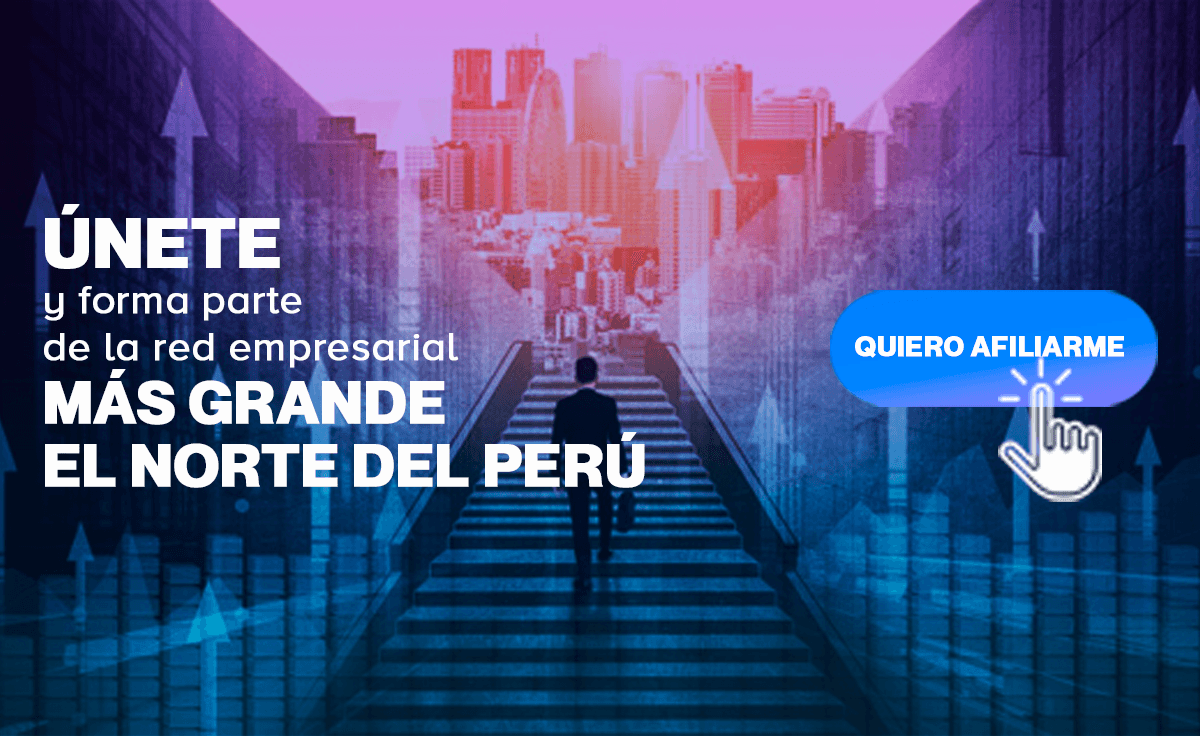 ÚNETE
y forma parte
de la red empresarial
MÁS GRANDE
EL NORTE DEL PERÚ
QUIERO AFILIARME